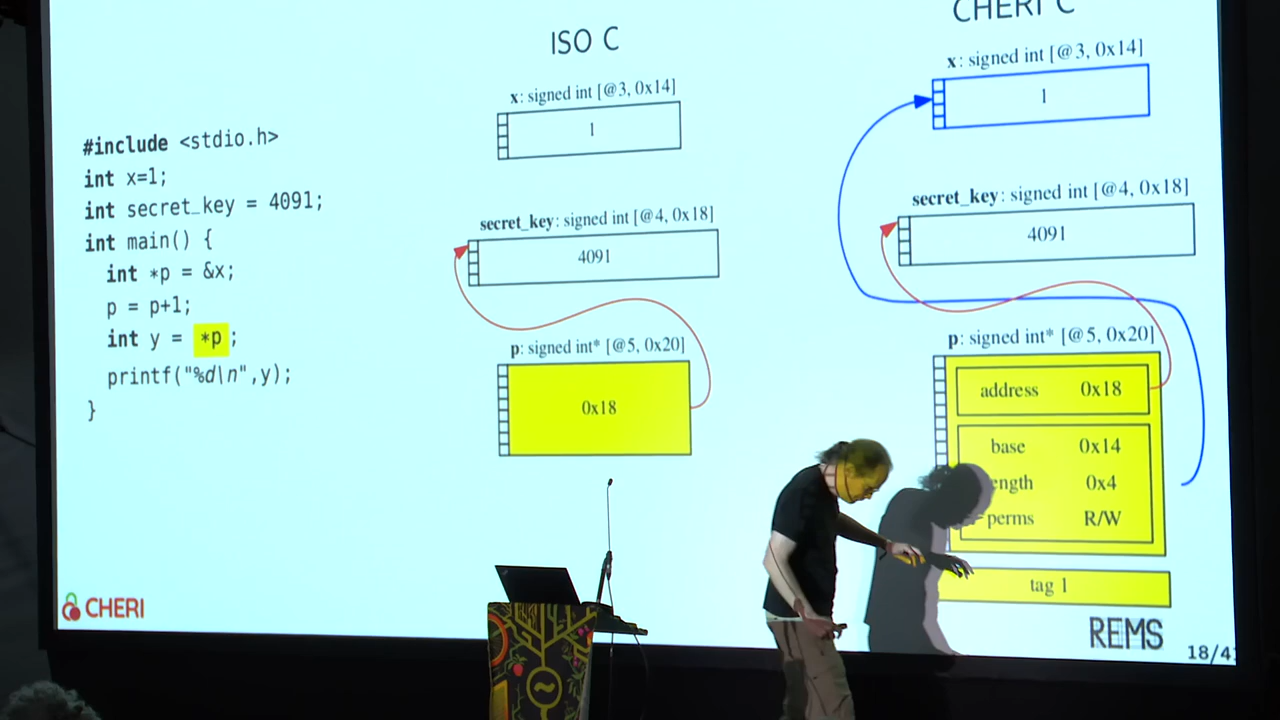 ISO C
CHERI C
x: signed int [@3, 0x14]
1
x: signed int [@3, 0x14]
1
#include <stdio.h>
int x=1;
int secret_key = 4091;
int main() {
int *p = &x;
p = p+1;
int y = *p;
printf("%d\n",y);
}
secret_key: signed int [@4, 0x18]
4091
secret_key: signed int [@4, 0x18]
4091
p: signed int* [@5, 0x20]
0x18
p: signed int* [@5, 0x20]
address 0x18
base 0x14
ength 0x4
perms R/W
tag 1
CHERI
REMS
18/4